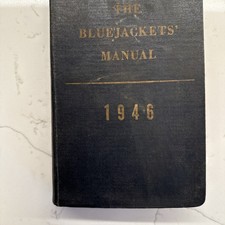 THE
BLUEJACKETS'
MANUAL
1946